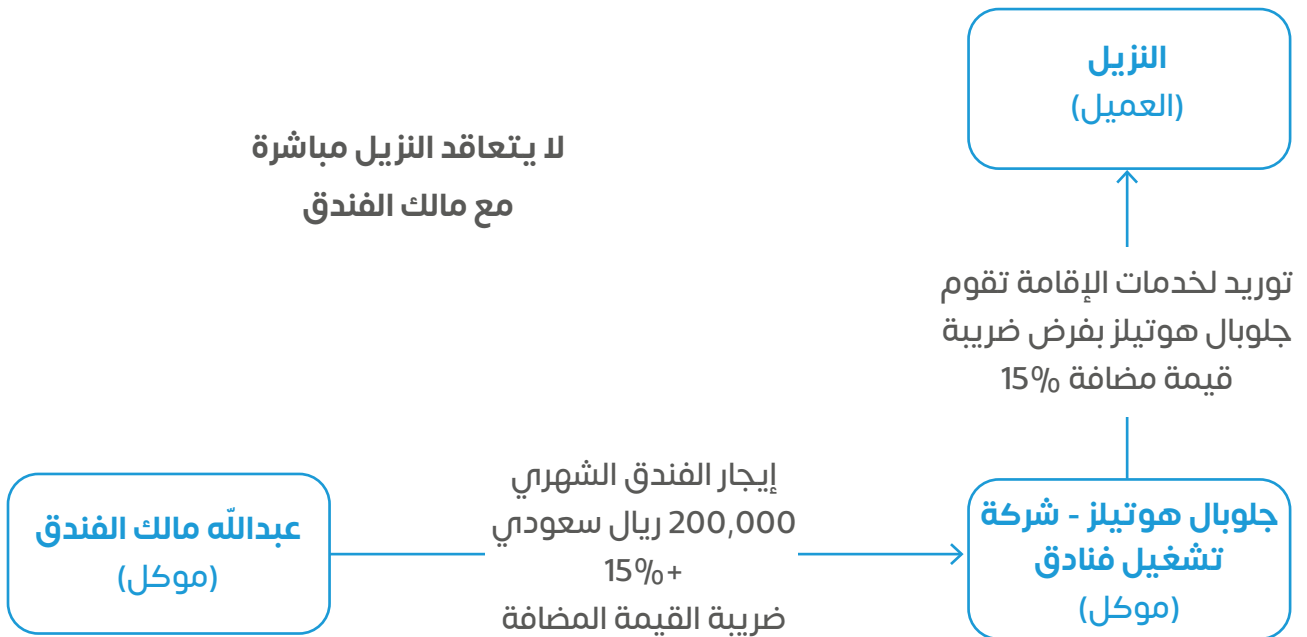 النزيل
(العميل)
لا يتعاقد النزيل مباشرة
مع مالك الفندق
توريد لخدمات الإقامة تقوم
جلوبال هوتيلز بفرض ضريبة
قيمة مضافة 15%
عبدالله مالك الفندق
(موكل)
إيجار الفندق الشهري
200,000 ريال سعودي
+15%
ضريبة القيمة المضافة
جلوبال هوتيلز - شركة
تشغيل فنادق
(موكل)